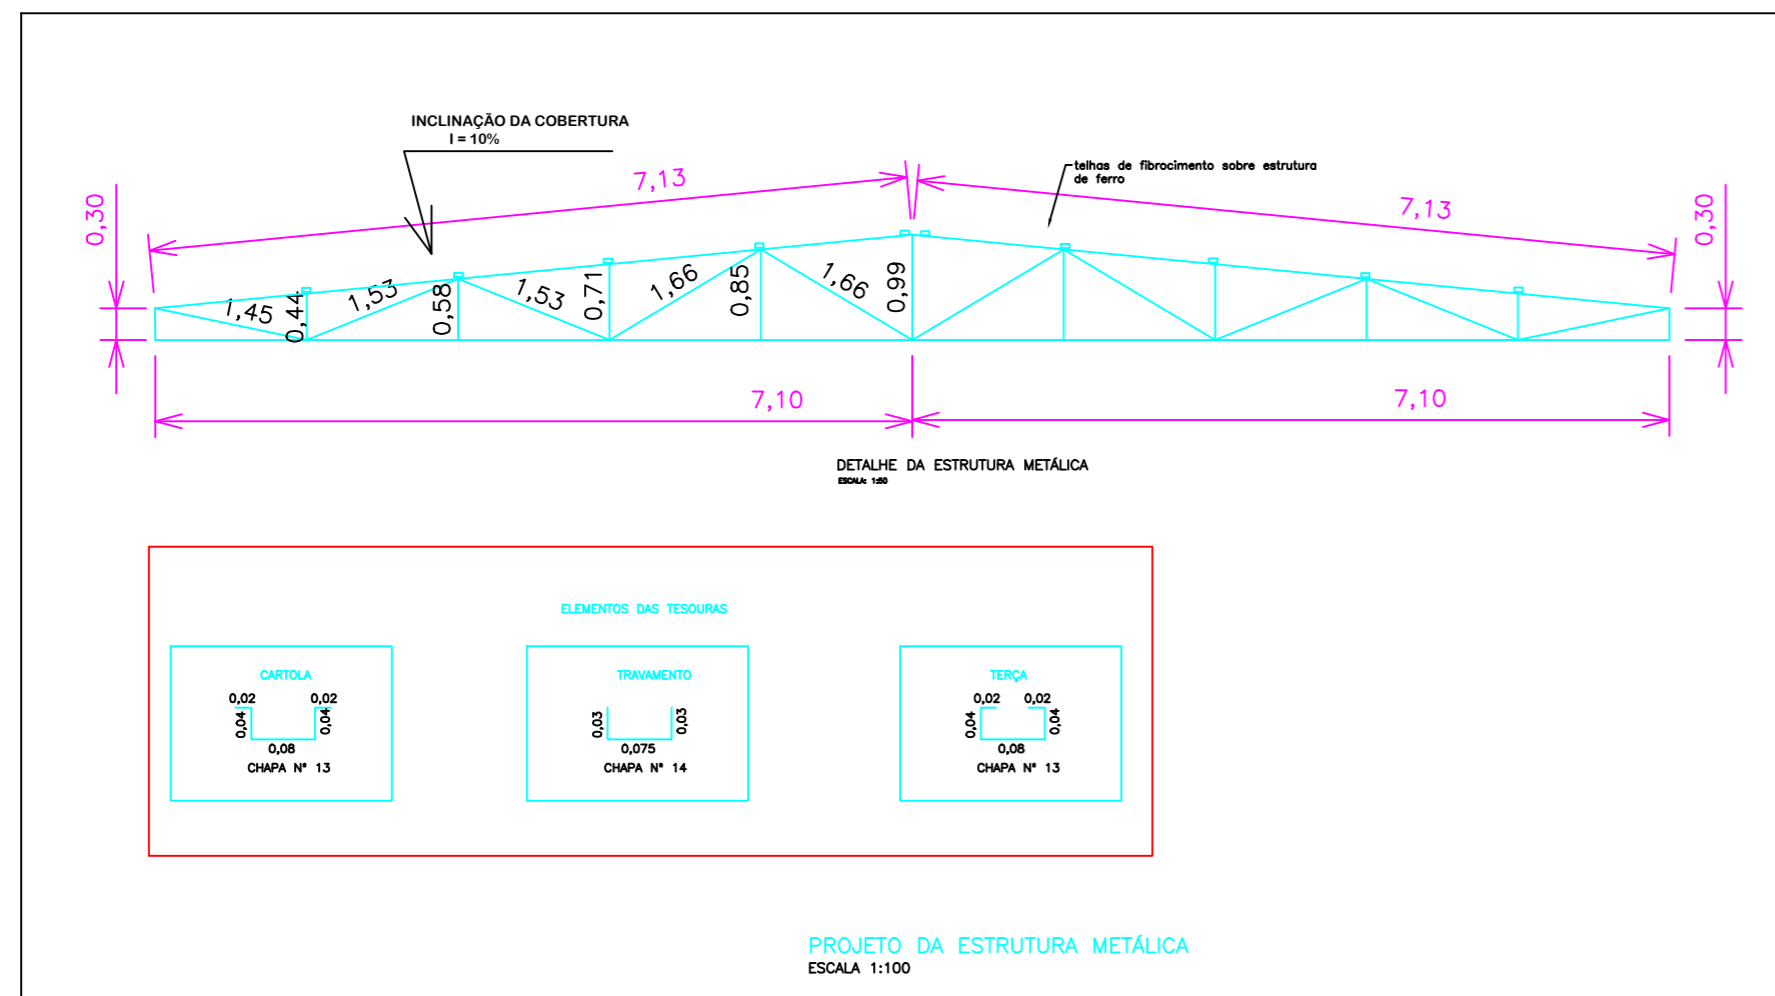 INCLINAÇÃO DA COBERTURA
I = 10%
telhas de fibrocimento sobre estrutura
de ferro
7,13
7,13
0,30
0,30
1,45
0,44
1,53
0,58
1,53
0,71
1,66
0,85
1,66
0,99
7,10
7,10
DETALHE DA ESTRUTURA METÁLICA
ESCALA: 1:50
ELEMENTOS DAS TESOURAS
CARTOLA
0,02
0,02
0,04
0,04
0,08
CHAPA N° 13
TRAVAMENTO
0,03
0,03
0,075
CHAPA N° 14
TERÇA
0,02
0,02
0,04
0,04
0,08
CHAPA N° 13
PROJETO DA ESTRUTURA METÁLICA
ESCALA 1:100